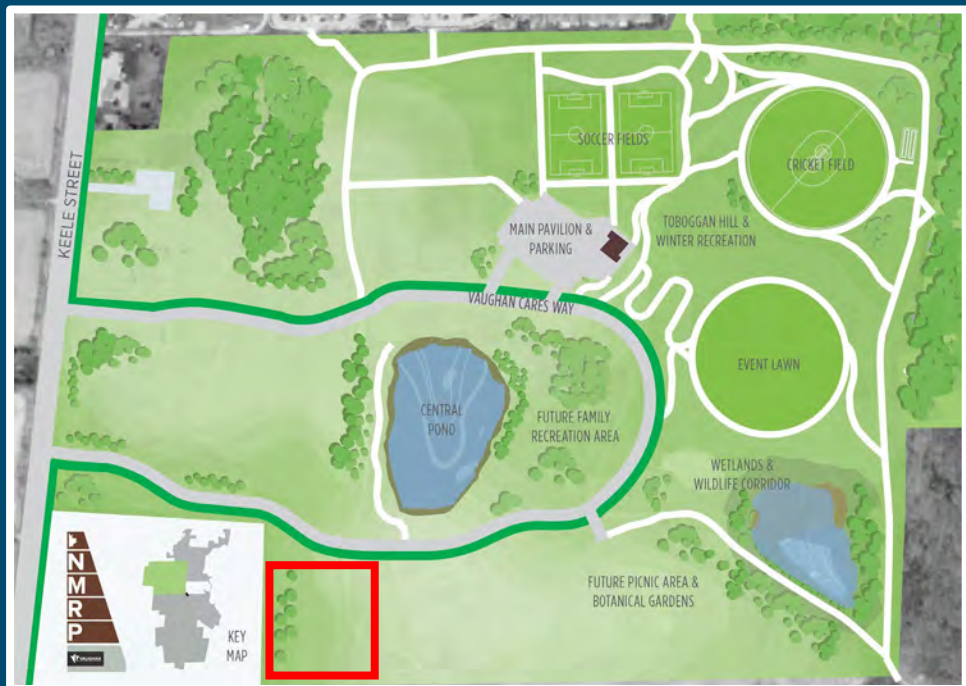 KEELE STREET
SOCCER FIELDS
CRICKET FIELD
MAIN PAVILION &
PARKING
TOBOGGAN HILL &
WINTER RECREATION
VAUGHAN CARES WAY
EVENT LAWN
CENTRAL
POND
FUTURE FAMILY
RECREATION AREA
WETLANDS &
WILDLIFE CORRIDOR
FUTURE PICNIC AREA &
BOTANICAL GARDENS
N
M
R
P
VAUGHAN
KEY
MAP